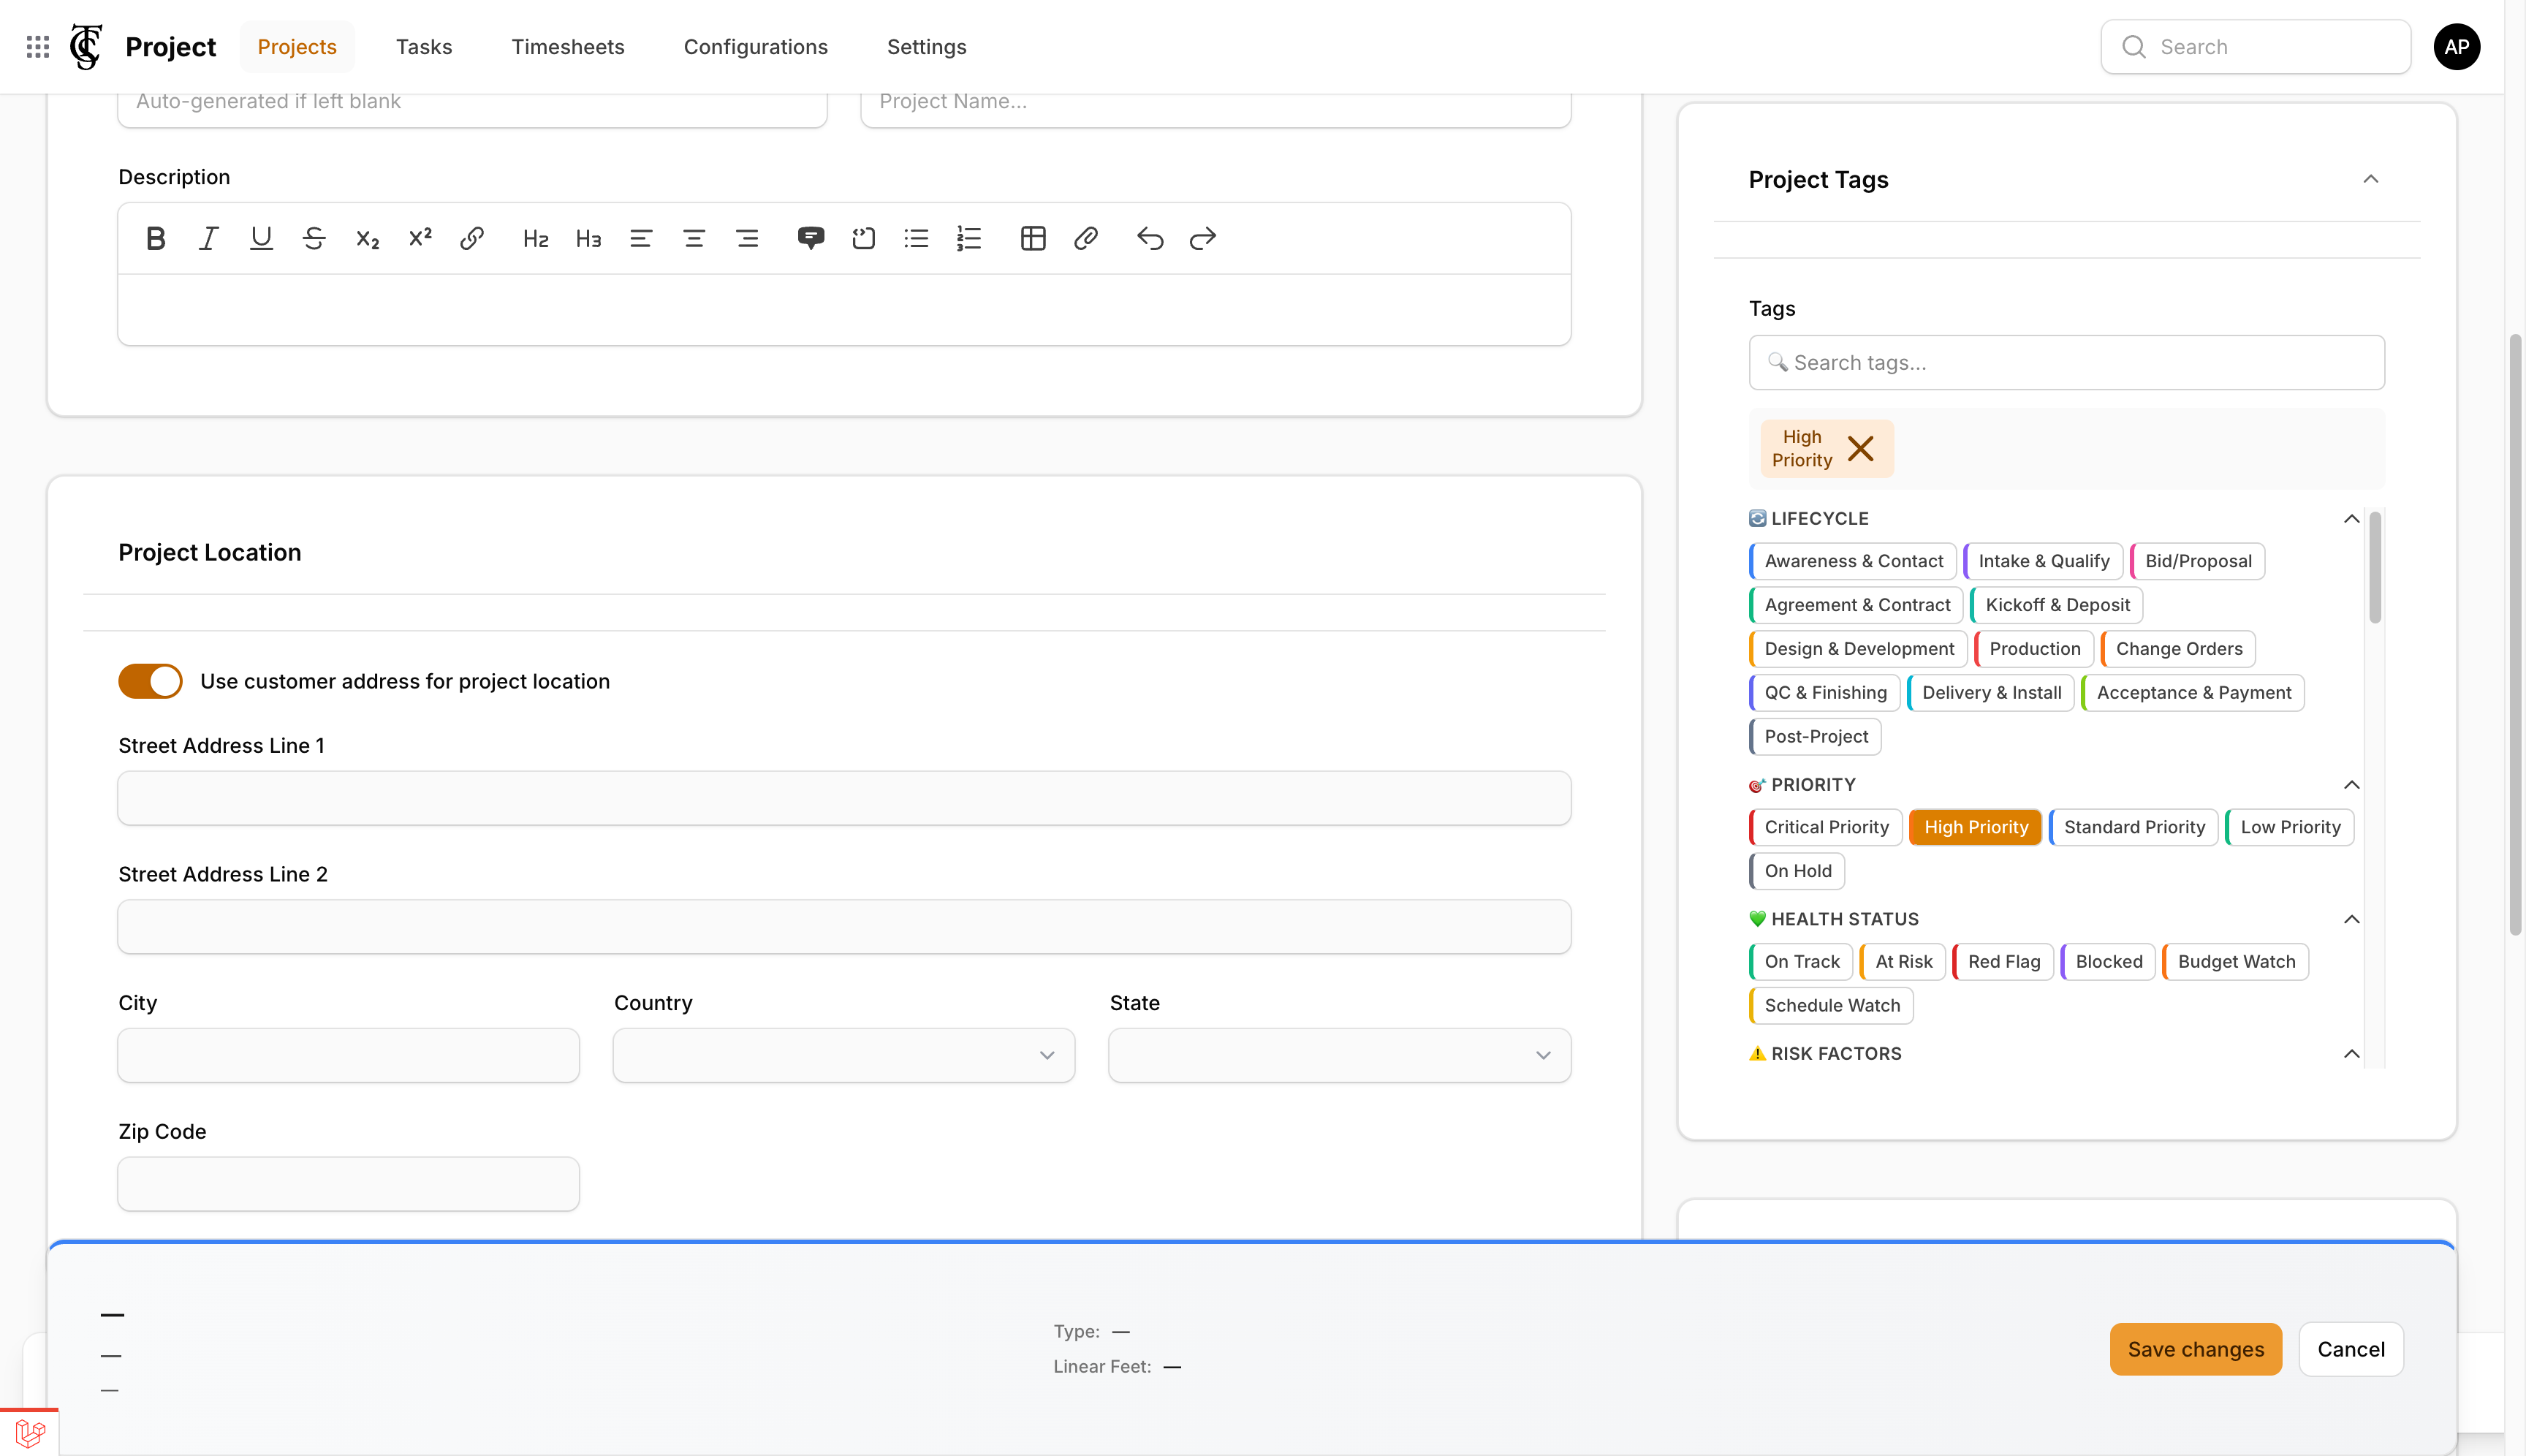 Project
Projects
Tasks
Timesheets
Configurations
Settings
Search
AP
Auto-generated if left blank
Project Name...
Description
Project Location
Use customer address for project location
Street Address Line 1
Street Address Line 2
City
Country
State
Zip Code
Project Tags
Tags
Search tags...
High
Priority
LIFECYCLE
Awareness & Contact
Intake & Qualify
Bid/Proposal
Agreement & Contract
Kickoff & Deposit
Design & Development
Production
Change Orders
QC & Finishing
Delivery & Install
Acceptance & Payment
Post-Project
PRIORITY
Critical Priority
High Priority
Standard Priority
Low Priority
On Hold
HEALTH STATUS
On Track
At Risk
Red Flag
Blocked
Budget Watch
Schedule Watch
RISK FACTORS
—
—
—
Type: —
Linear Feet: —
Save changes
Cancel